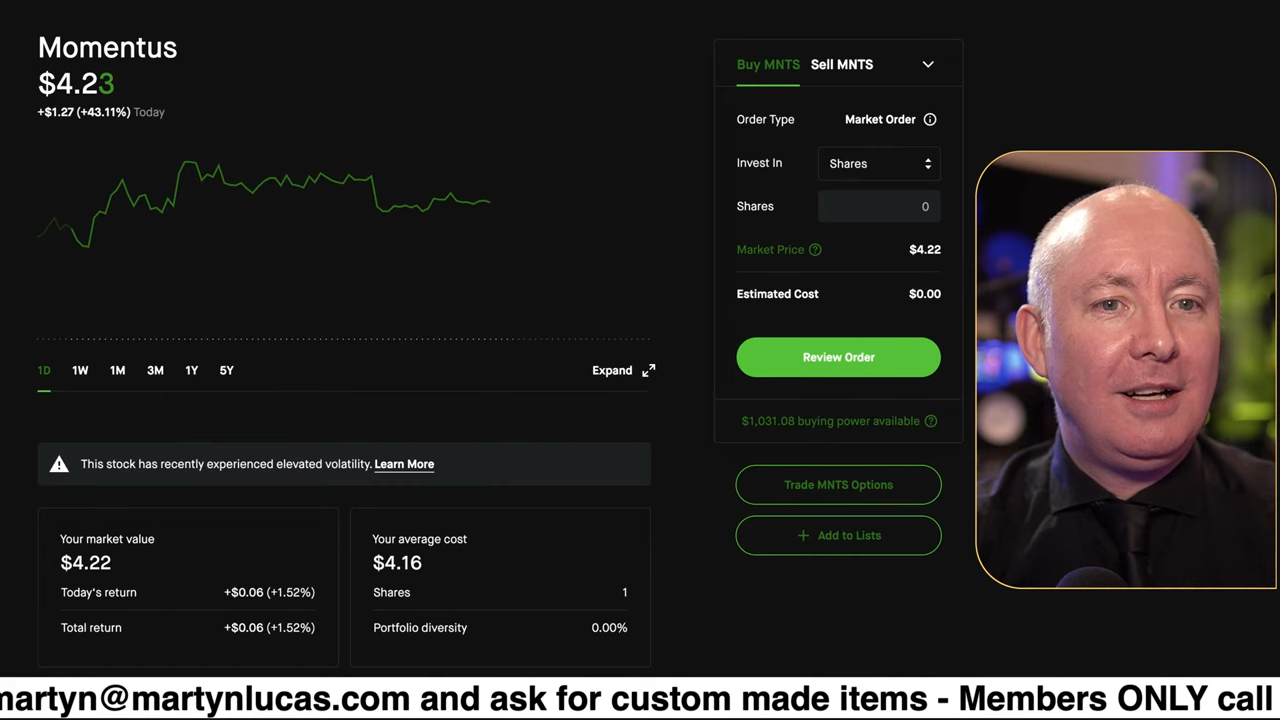 Momentus
$4.23
+$1.27 (+43.11%) Today
1D 1W 1M 3M 1Y 5Y
Expand
This stock has recently experienced elevated volatility. Learn More
Your market value
$4.22
Today's return +$0.06 (+1.52%)
Total return +$0.06 (+1.52%)
Your average cost
$4.16
Shares 1
Portfolio diversity 0.00%
Buy MNTS Sell MNTS
Order Type Market Order
Invest In Shares
Shares 0
Market Price $4.22
Estimated Cost $0.00
Review Order
$1,031.08 buying power available
Trade MNTS Options
+ Add to Lists
martyn@martynlucas.com and ask for custom made items - Members ONLY call